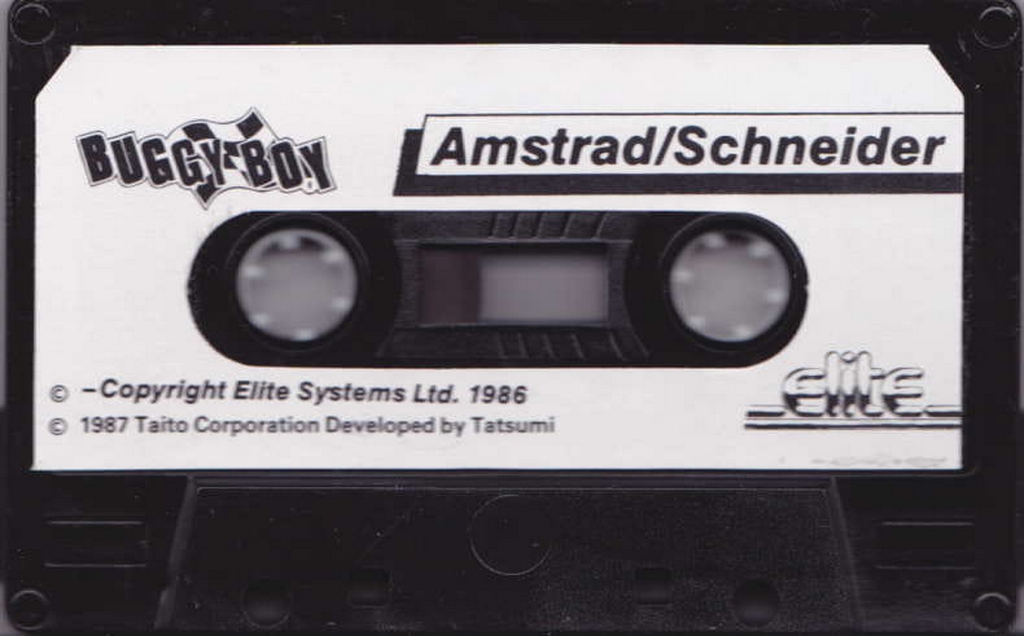 BUGGY BOY
Amstrad/Schneider
© -Copyright Elite Systems Ltd. 1986
© 1987 Taito Corporation Developed by Tatsumi
elite